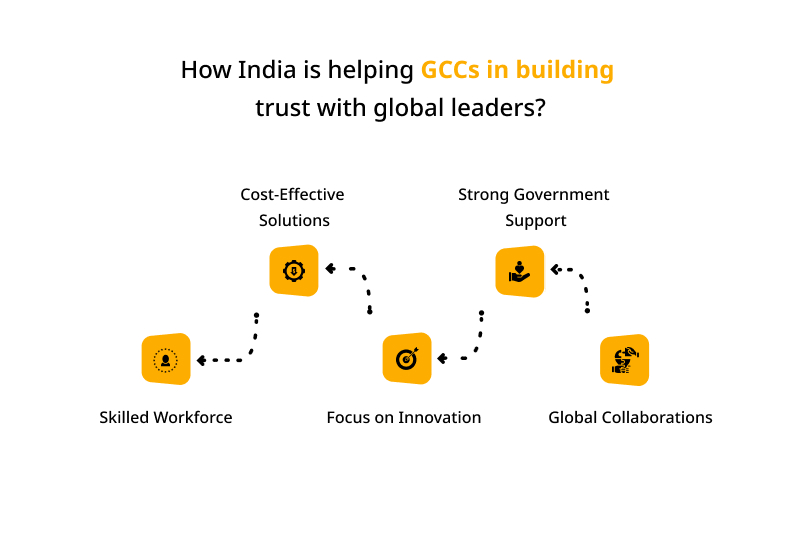 How India is helping GCCs in building
trust with global leaders?
Cost-Effective
Solutions
Strong Government
Support
Skilled Workforce
Focus on Innovation
Global Collaborations